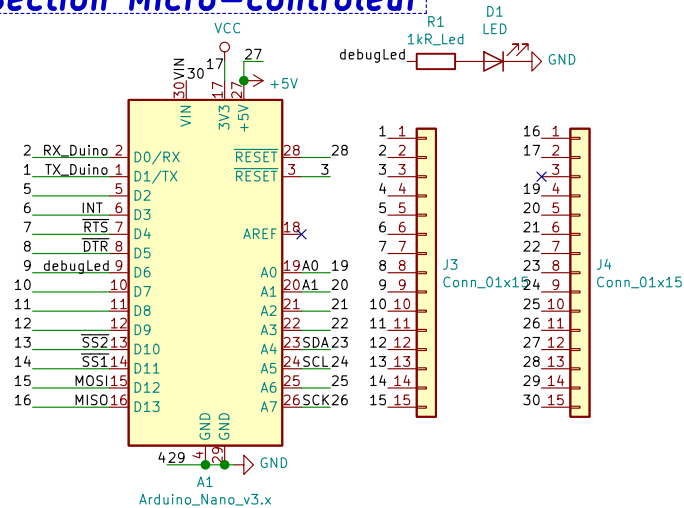 Section Micro-Controleur
VCC
R1
1kR_Led
D1
LED
debugLed
GND
VIN
30
17
27
+5V
30
17
27
VIN
3V3
+5V
2 RX_Duino 2 D0/RX RESET 28 28
1 TX_Duino 1 D1/TX RESET 3 3
5 5 D2
6 INT 6 D3
7 RTS 7 D4 AREF 18
8 DTR 8 D5
9 debugLed 9 D6 A0 19 A0 19
10 10 D7 A1 20 A1 20
11 11 D8 A2 21 21
12 12 D9 A3 22 22
13 SS2 13 D10 A4 23 SDA 23
14 SS1 14 D11 A5 24 SCL 24
15 MOSI 15 D12 A6 25 25
16 MISO 16 D13 A7 26 SCK 26
GND
GND
4
29
4 29
GND
A1
Arduino_Nano_v3.x
1 1
2 2
3 3
4 4
5 5
6 6
7 7
8 8
9 9
10 10
11 11
12 12
13 13
14 14
15 15
J3
Conn_01x15
16 1
17 2
3
19 4
20 5
21 6
22 7
23 8
24 9
25 10
26 11
27 12
28 13
29 14
30 15
J4
Conn_01x15